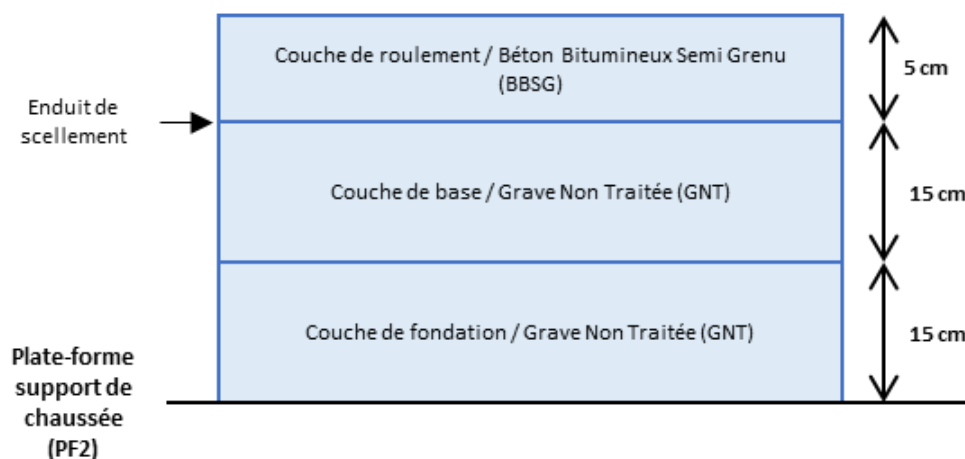 Couche de roulement / Béton Bitumineux Semi Grenu
(BBSG)
5 cm
Enduit de
scellement
Couche de base / Grave Non Traitée (GNT)
15 cm
Couche de fondation / Grave Non Traitée (GNT)
15 cm
Plate-forme
support de
chaussée
(PF2)